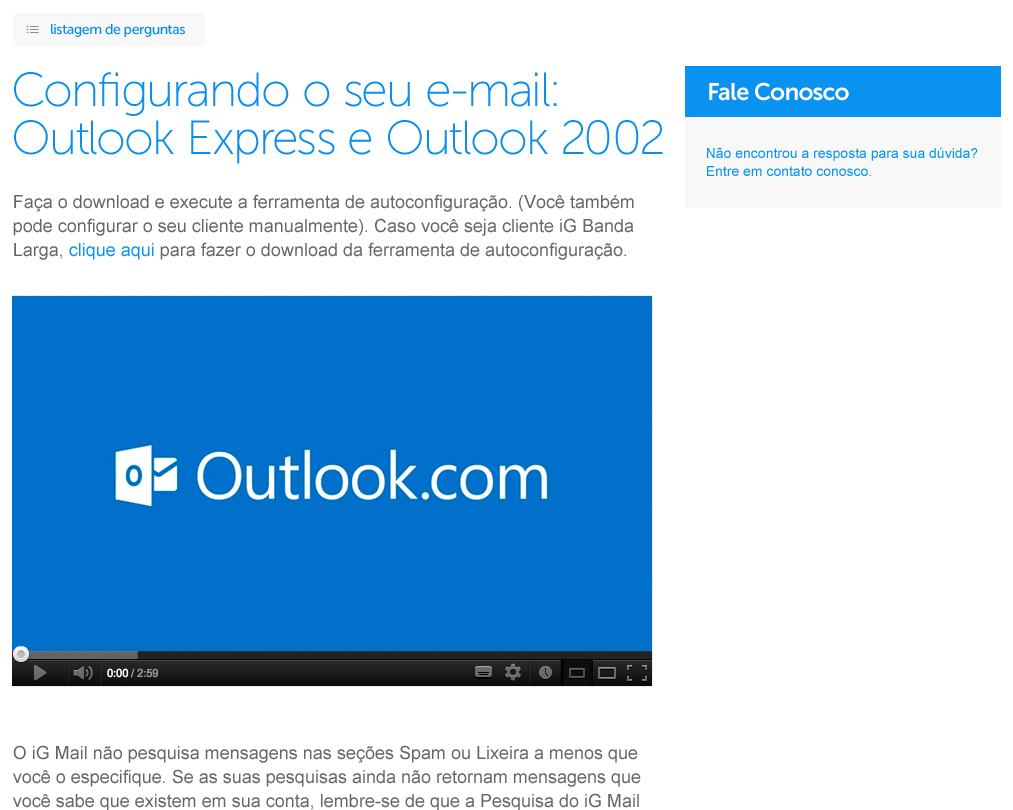 listagem de perguntas
Configurando o seu e-mail:
Outlook Express e Outlook 2002
Fale Conosco
Não encontrou a resposta para sua dúvida?
Entre em contato conosco.
Faça o download e execute a ferramenta de autoconfiguração. (Você também
pode configurar o seu cliente manualmente). Caso você seja cliente iG Banda
Larga, clique aqui para fazer o download da ferramenta de autoconfiguração.
Outlook.com
0:00 / 2:59
O iG Mail não pesquisa mensagens nas seções Spam ou Lixeira a menos que
você o especifique. Se as suas pesquisas ainda não retornam mensagens que
você sabe que existem em sua conta, lembre-se de que a Pesquisa do iG Mail